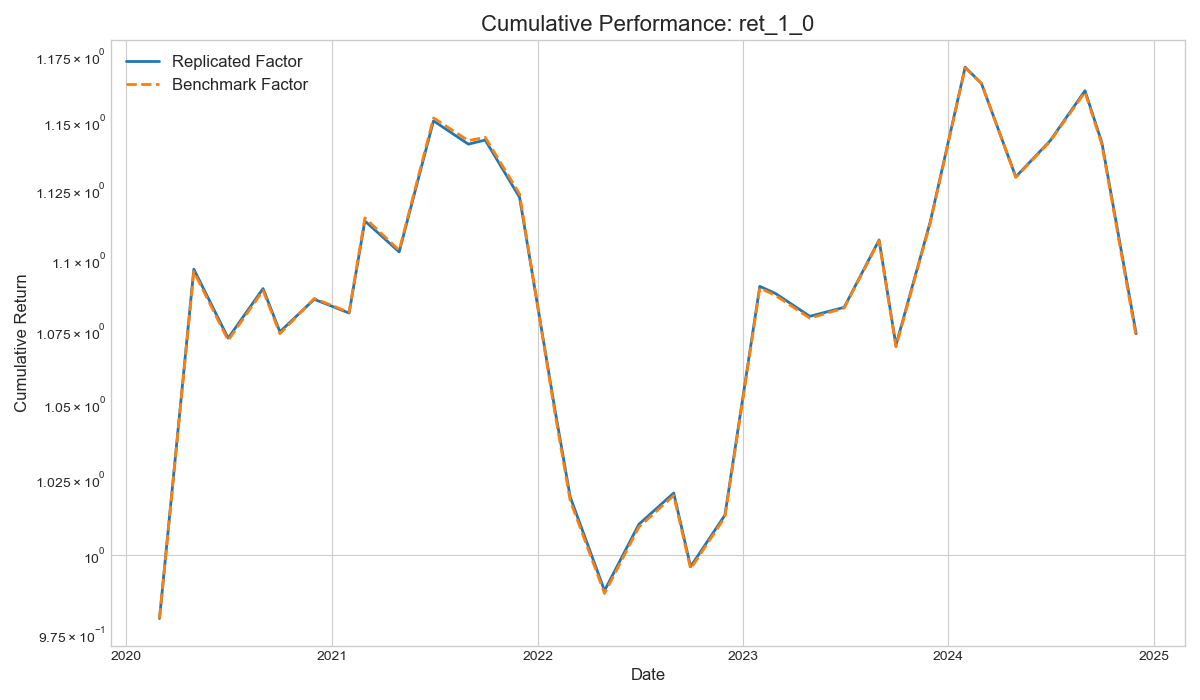 Cumulative Performance: ret_1_0
Replicated Factor
Benchmark Factor
Cumulative Return
1.175 × 10⁰
1.15 × 10⁰
1.125 × 10⁰
1.1 × 10⁰
1.075 × 10⁰
1.05 × 10⁰
1.025 × 10⁰
10⁰
9.75 × 10⁻¹
2020 2021 2022 2023 2024 2025
Date